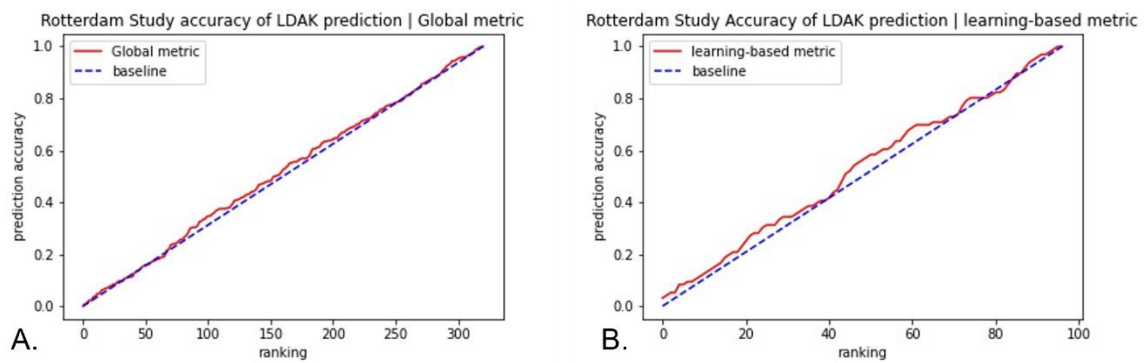 Rotterdam Study accuracy of LDAK prediction | Global metric
Global metric
baseline
prediction accuracy
1.0
0.8
0.6
0.4
0.2
0.0
0
50
100
150
200
250
300
ranking
A.
Rotterdam Study Accuracy of LDAK prediction | learning-based metric
learning-based metric
baseline
prediction accuracy
1.0
0.8
0.6
0.4
0.2
0.0
0
20
40
60
80
100
ranking
B.